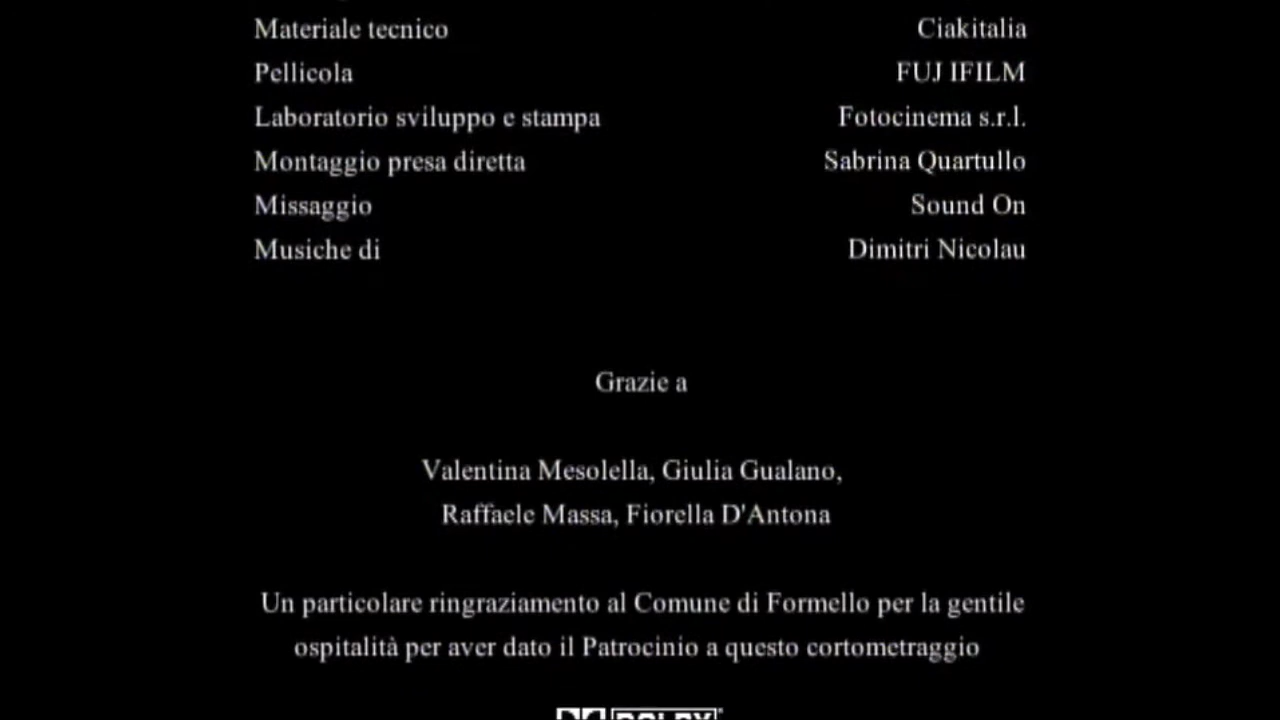 Materiale tecnico Ciakitalia
Pellicola FUJ IFILM
Laboratorio sviluppo e stampa Fotocinema s.r.l.
Montaggio presa diretta Sabrina Quartullo
Missaggio Sound On
Musiche di Dimitri Nicolau
Grazie a
Valentina Mesolella, Giulia Gualano,
Raffaele Massa, Fiorella D'Antona
Un particolare ringraziamento al Comune di Formello per la gentile
ospitalità per aver dato il Patrocinio a questo cortometraggio
DOLBY